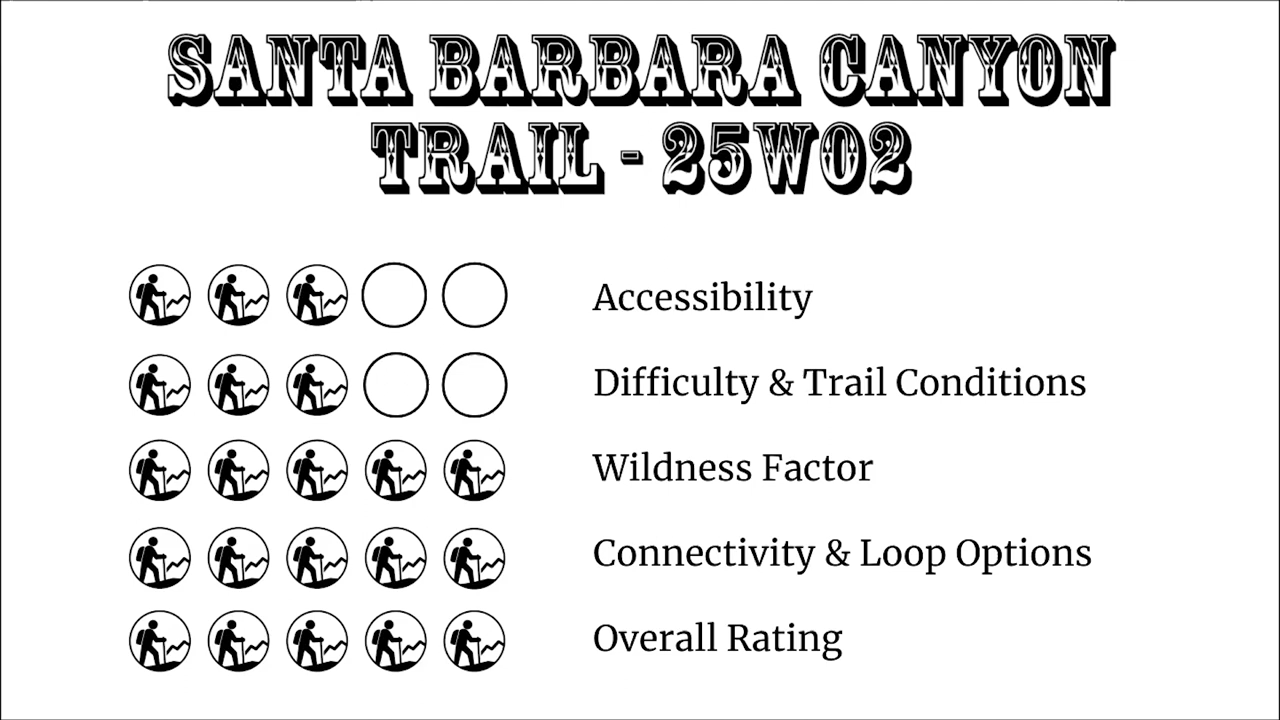 SANTA BARBARA CANYON
TRAIL - 25W02
Accessibility
Difficulty & Trail Conditions
Wildness Factor
Connectivity & Loop Options
Overall Rating